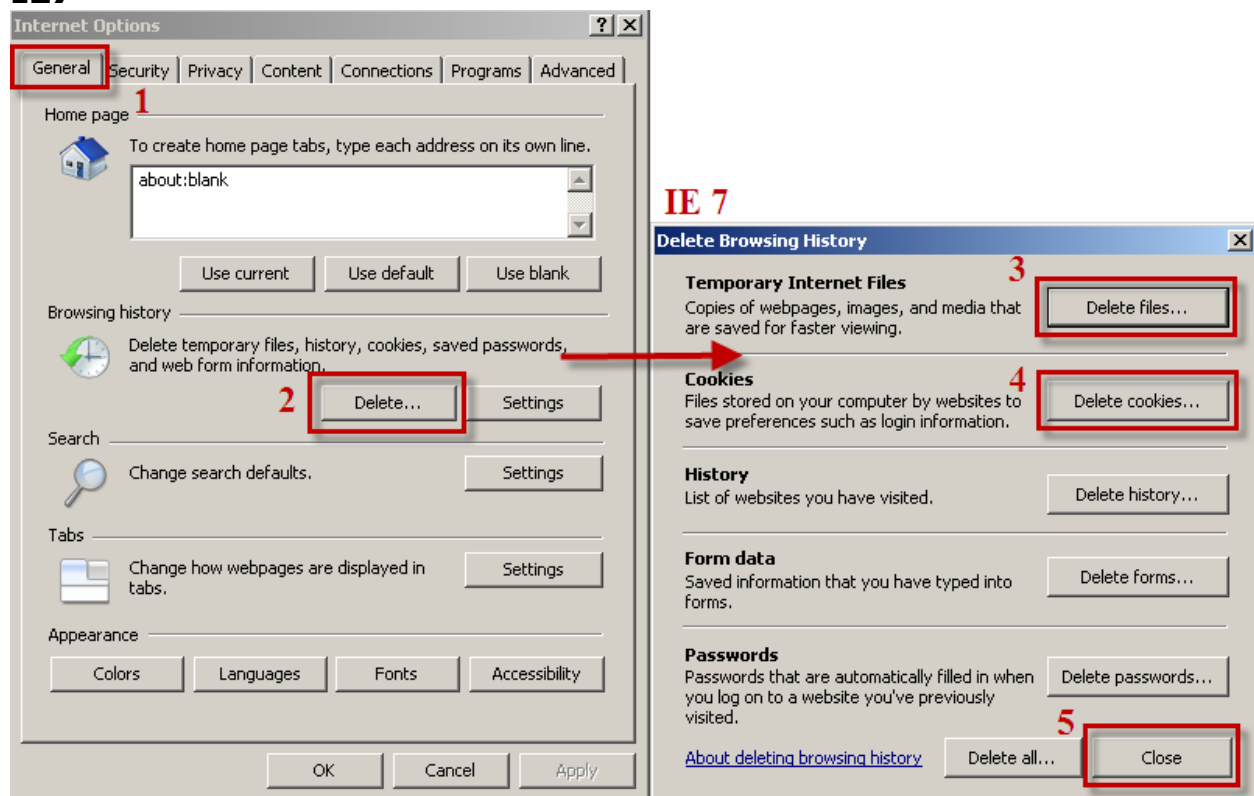 Internet Options
General Security Privacy Content Connections Programs Advanced
1
Home page
To create home page tabs, type each address on its own line.
about:blank
Use current Use default Use blank
Browsing history
Delete temporary files, history, cookies, saved passwords,
and web form information.
2
Delete... Settings
Search
Change search defaults.
Settings
Tabs
Change how webpages are displayed in
tabs.
Settings
Appearance
Colors Languages Fonts Accessibility
OK Cancel Apply
IE 7
Delete Browsing History
Temporary Internet Files
Copies of webpages, images, and media that
are saved for faster viewing.
3
Delete files...
Cookies
Files stored on your computer by websites to
save preferences such as login information.
4
Delete cookies...
History
List of websites you have visited.
Delete history...
Form data
Saved information that you have typed into
forms.
Delete forms...
Passwords
Passwords that are automatically filled in when
you log on to a website you've previously
visited.
Delete passwords...
5
About deleting browsing history Delete all... Close